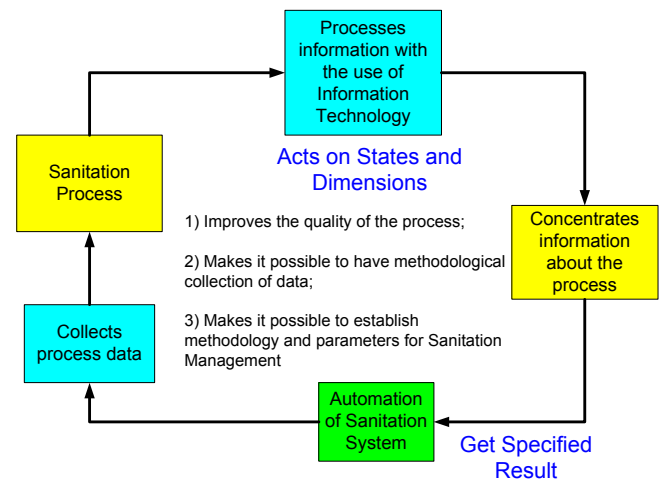 Processes
information with
the use of
Information
Technology
Acts on States and
Dimensions
Sanitation
Process
1) Improves the quality of the process;
2) Makes it possible to have methodological
collection of data;
3) Makes it possible to establish
methodology and parameters for Sanitation
Management
Concentrates
information
about the
process
Collects
process data
Automation
of Sanitation
System
Get Specified
Result